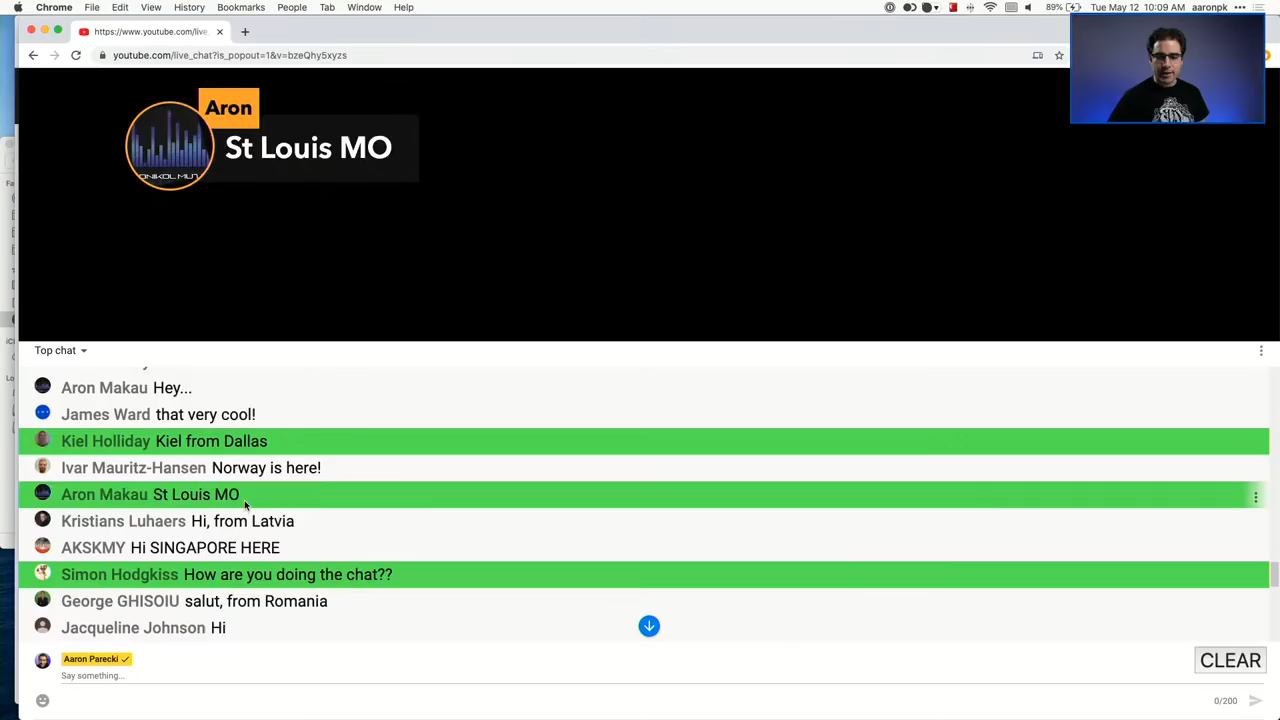 Chrome File Edit View History Bookmarks People Tab Window Help 89% Tue May 12 10:09 AM aaronpk
https://www.youtube.com/live_
youtube.com/live_chat?is_popout=1&v=bzeQhy5xyzs
Aron
St Louis MO
Top chat
Aron Makau Hey...
James Ward that very cool!
Kiel Holliday Kiel from Dallas
Ivar Mauritz-Hansen Norway is here!
Aron Makau St Louis MO
Kristians Luhaers Hi, from Latvia
AKSKMY Hi SINGAPORE HERE
Simon Hodgkiss How are you doing the chat??
George GHISOIU salut, from Romania
Jacqueline Johnson Hi
Aaron Parecki
CLEAR
Say something...
0/200